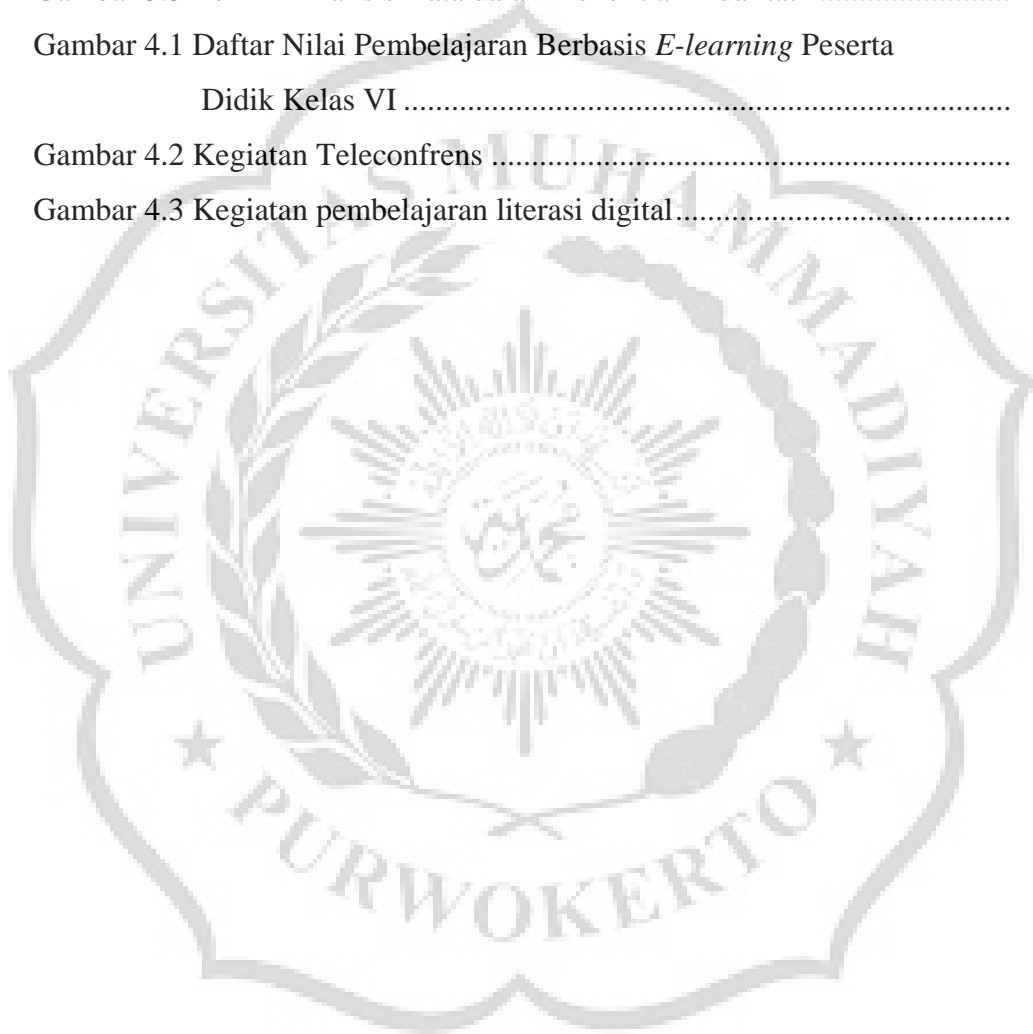 Gambar 4.1 Daftar Nilai Pembelajaran Berbasis E-learning Peserta
Didik Kelas VI ................................................................
Gambar 4.2 Kegiatan Teleconfrens .......................................................
Gambar 4.3 Kegiatan pembelajaran literasi digital...................................
UNIVERSITAS MUHAMMADIYAH
★ PURWOKERTO ★